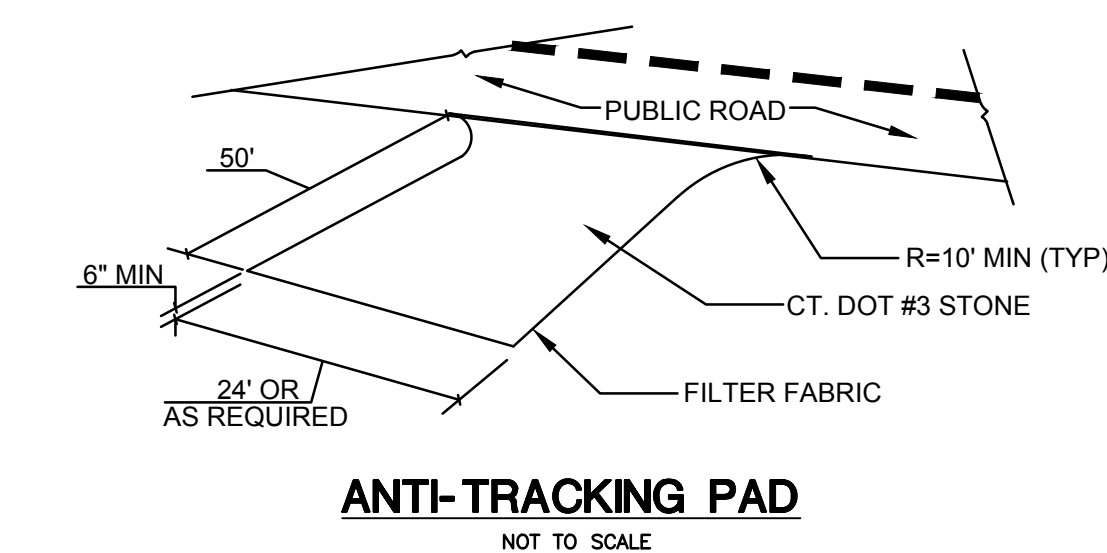 PUBLIC ROAD
50'
R=10' MIN (TYP)
6" MIN
CT. DOT #3 STONE
24' OR
AS REQUIRED
FILTER FABRIC
ANTI-TRACKING PAD
NOT TO SCALE